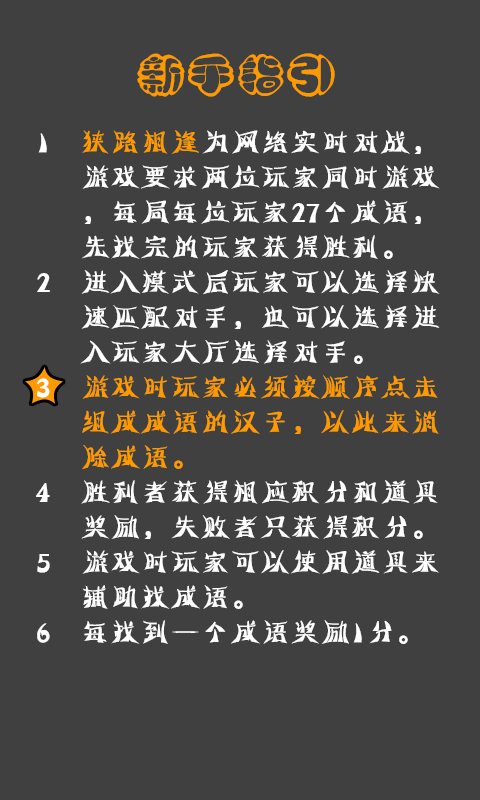 新手指引
1 狭路相逢为网络实时对战，
游戏要求两位玩家同时游戏
，每局每位玩家27个成语，
先找完的玩家获得胜利。
2 进入模式后玩家可以选择快
速匹配对手，也可以选择进
入玩家大厅选择对手。
3 游戏时玩家必须按顺序点击
组成成语的汉子，以此来消
除成语。
4 胜利者获得相应积分和道具
奖励，失败者只获得积分。
5 游戏时玩家可以使用道具来
辅助找成语。
6 每找到一个成语奖励1分。